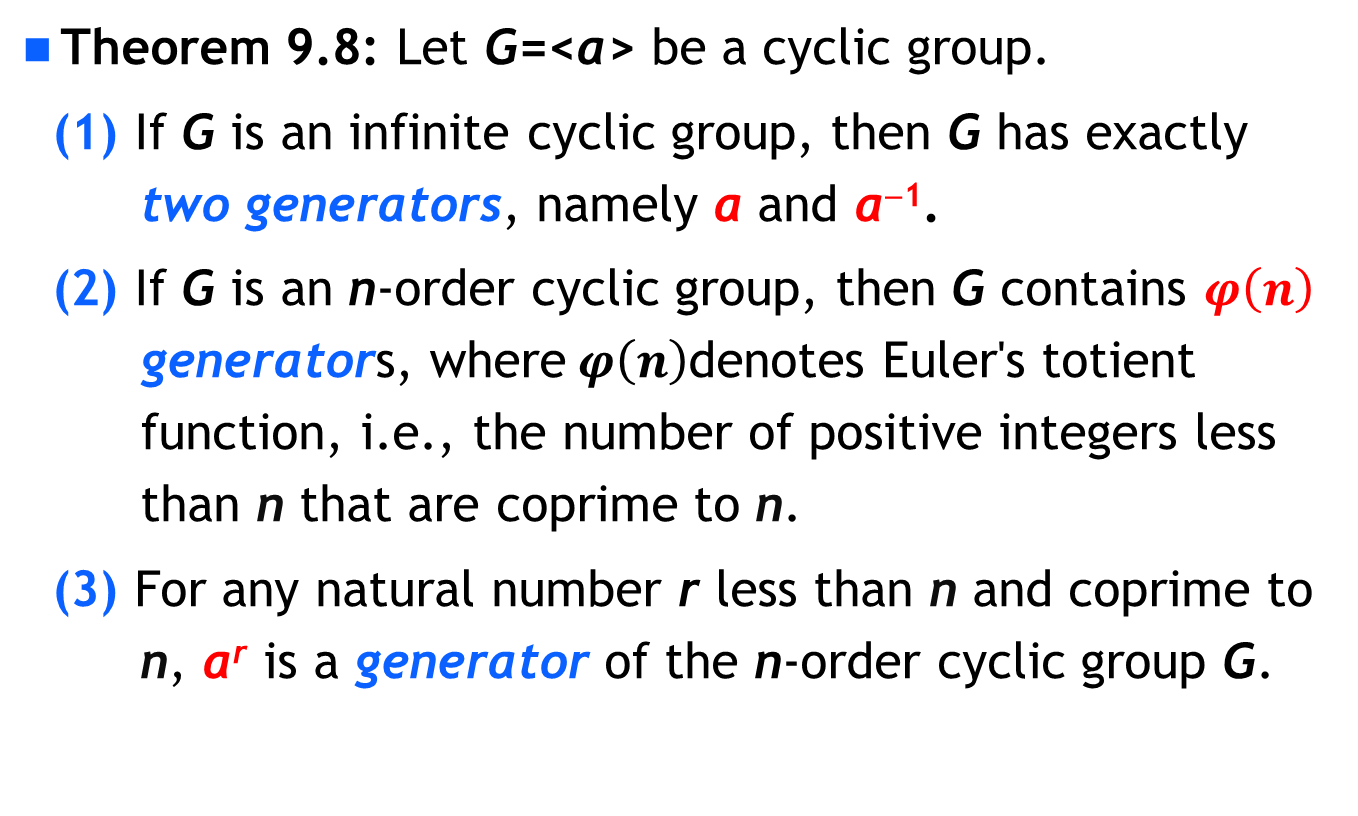 Theorem 9.8: Let G=<a> be a cyclic group.
(1) If G is an infinite cyclic group, then G has exactly
two generators, namely a and a⁻¹.
(2) If G is an n-order cyclic group, then G contains φ(n)
generators, where φ(n)denotes Euler's totient
function, i.e., the number of positive integers less
than n that are coprime to n.
(3) For any natural number r less than n and coprime to
n, aʳ is a generator of the n-order cyclic group G.